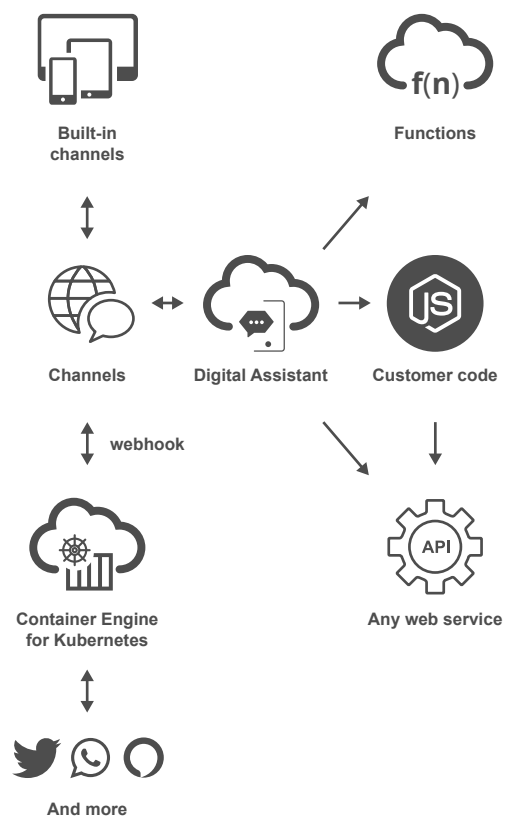 f(n)
Built-in
channels
Functions
JS
Channels
Digital Assistant
Customer code
webhook
API
Container Engine
for Kubernetes
Any web service
And more